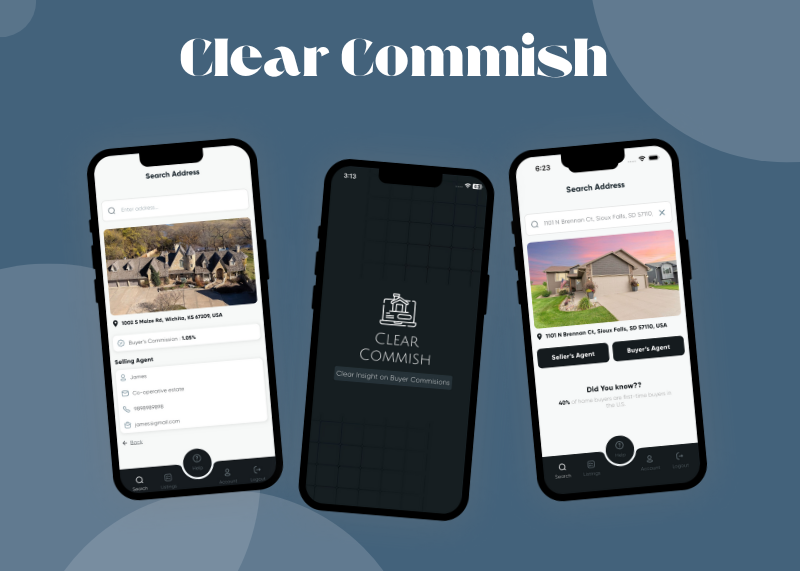 Clear Commish
Search Address
Enter address...
1005 S Maize Rd, Wichita, KS 67209, USA
Buyer's Commission : 1.05%
Selling Agent
James
Co-operative estate
9898989898
james@gmail.com
Back
Search
Listings
Help
Account
Logout
3:13
CLEAR
COMMISH
Clear Insight on Buyer Commisions
6:23
Search Address
1101 N Brennan Ct, Sioux Falls, SD 57110,
1101 N Brennan Ct, Sioux Falls, SD 57110, USA
Seller's Agent
Buyer's Agent
Did You know??
40% of home buyers are first-time buyers in
the U.S.
Search
Listings
Help
Account
Logout